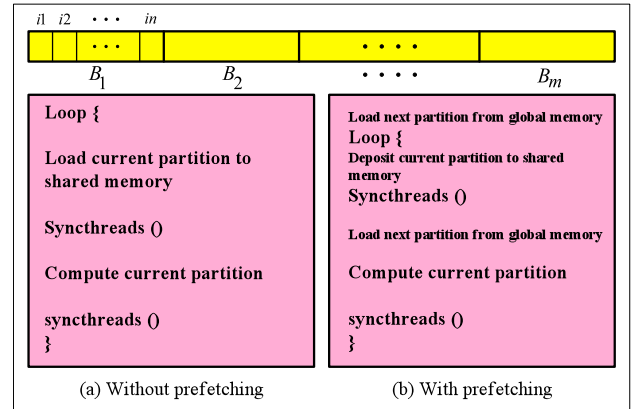 i1 i2 • • • in
• • • • • • •
B1 B2 • • • • Bm
Loop {
Load current partition to
shared memory
Syncthreads ()
Compute current partition
syncthreads ()
}
(a) Without prefetching
Load next partition from global memory
Loop {
Deposit current partition to shared
memory
Syncthreads ()
Load next partition from global memory
Compute current partition
syncthreads ()
}
(b) With prefetching